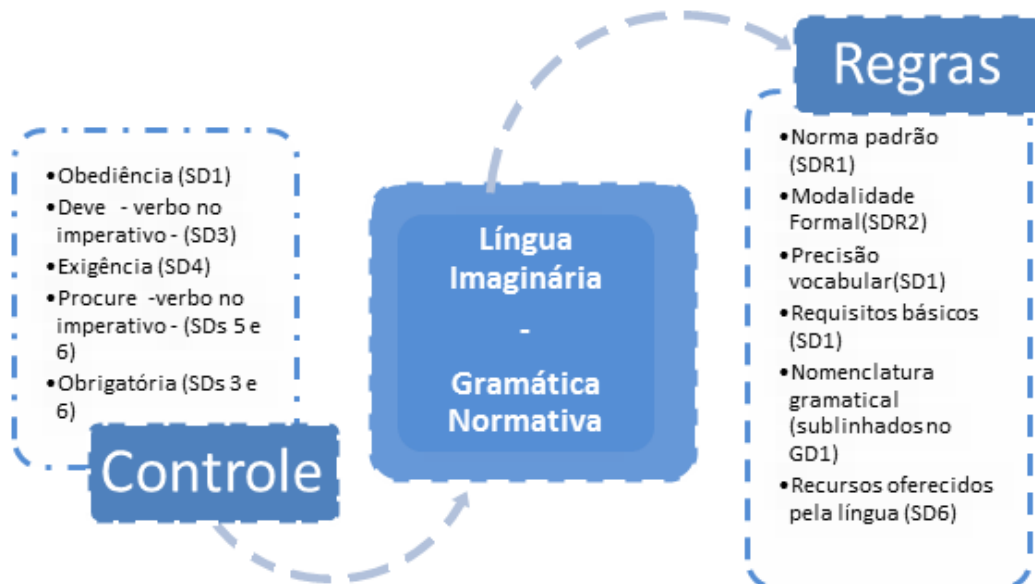 •Obediência (SD1)
•Deve - verbo no
imperativo - (SD3)
•Exigência (SD4)
•Procure -verbo no
imperativo - (SDs 5 e
6)
•Obrigatória (SDs 3 e
6)
Controle
Língua
Imaginária
-
Gramática
Normativa
Regras
•Norma padrão
(SDR1)
•Modalidade
Formal(SDR2)
•Precisão
vocabular(SD1)
•Requisitos básicos
(SD1)
•Nomenclatura
gramatical
(sublinhados no
GD1)
•Recursos oferecidos
pela língua (SD6)